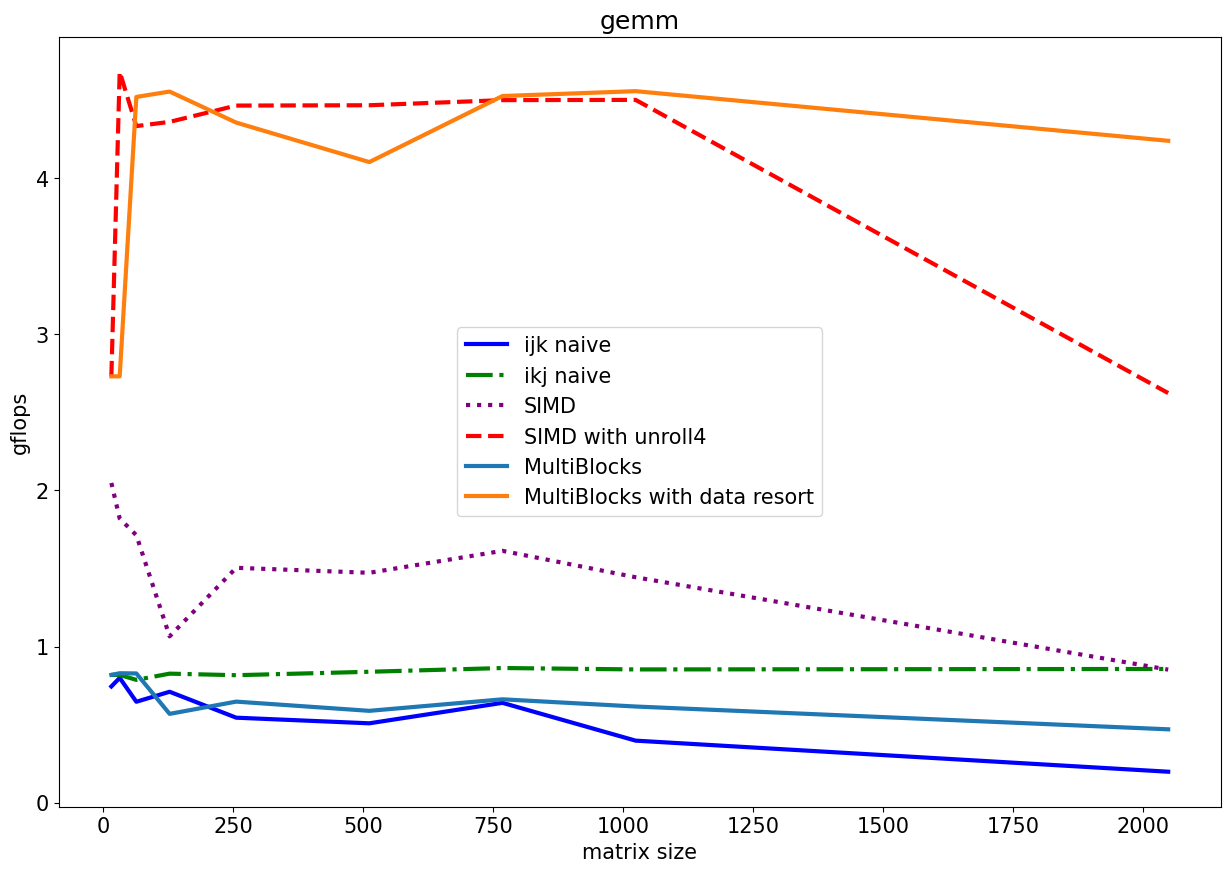 gemm
gflops
4
3
2
1
0
ijk naive
ikj naive
SIMD
SIMD with unroll4
MultiBlocks
MultiBlocks with data resort
0 250 500 750 1000 1250 1500 1750 2000
matrix size